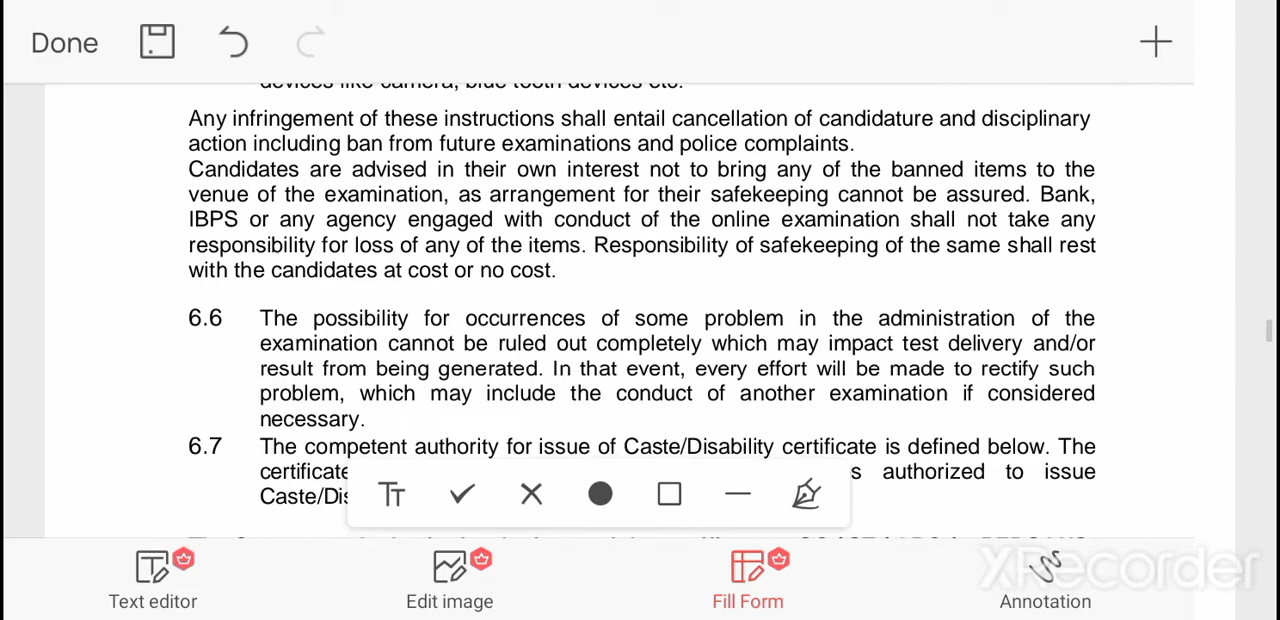 Done
devices like camera, blue tooth devices etc.
Any infringement of these instructions shall entail cancellation of candidature and disciplinary
action including ban from future examinations and police complaints.
Candidates are advised in their own interest not to bring any of the banned items to the
venue of the examination, as arrangement for their safekeeping cannot be assured. Bank,
IBPS or any agency engaged with conduct of the online examination shall not take any
responsibility for loss of any of the items. Responsibility of safekeeping of the same shall rest
with the candidates at cost or no cost.
6.6 The possibility for occurrences of some problem in the administration of the
examination cannot be ruled out completely which may impact test delivery and/or
result from being generated. In that event, every effort will be made to rectify such
problem, which may include the conduct of another examination if considered
necessary.
6.7 The competent authority for issue of Caste/Disability certificate is defined below. The
certificate s authorized to issue
Caste/Dis
Text editor Edit image Fill Form Annotation
XRecorder